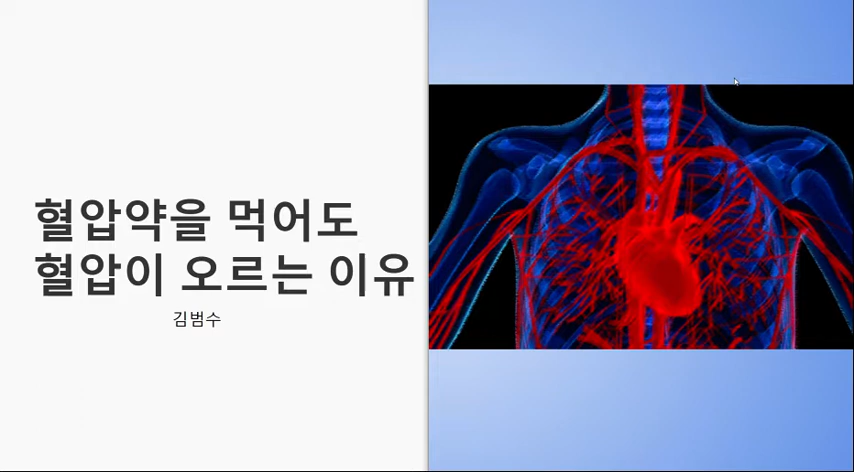 혈압약을 먹어도
혈압이 오르는 이유
김범수